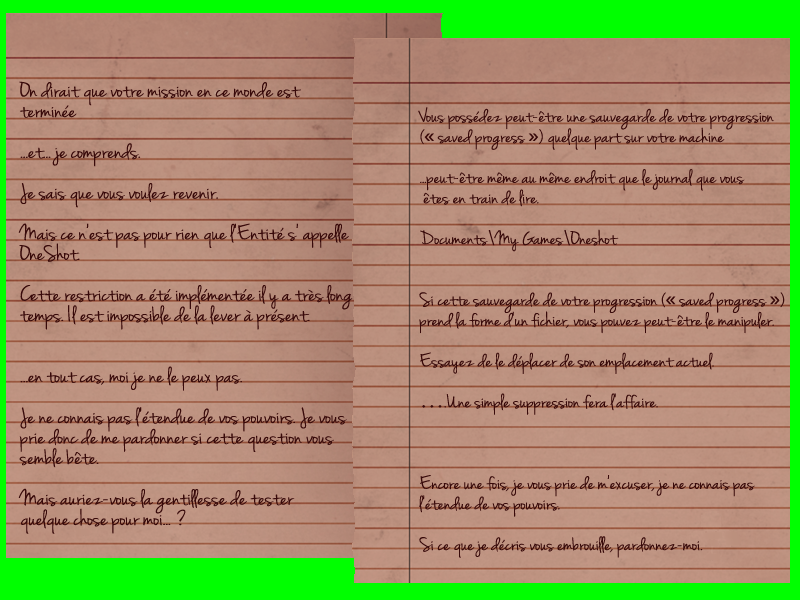 On dirait que votre mission en ce monde est
terminée
...et... je comprends.
Je sais que vous voulez revenir.
Mais ce n'est pas pour rien que l'Entité s'appelle
OneShot
Cette restriction a été implémentée il y a très long
temps. Il est impossible de la lever à présent
...en tout cas, moi je ne le peux pas.
Je ne connais pas l'étendue de vos pouvoirs. Je vous
prie donc de me pardonner si cette question vous
semble bête.
Mais auriez-vous la gentillesse de tester
quelque chose pour moi... ?
Vous possédez peut-être une sauvegarde de votre progression
(« saved progress ») quelque part sur votre machine
...peut-être même au même endroit que le journal que vous
êtes en train de lire.
Documents\My Games\Oneshot
Si cette sauvegarde de votre progression (« saved progress »)
prend la forme d'un fichier, vous pouvez peut-être le manipuler.
Essayez de le déplacer de son emplacement actuel.
....Une simple suppression fera l'affaire.
Encore une fois, je vous prie de m'excuser, je ne connais pas
l'étendue de vos pouvoirs.
Si ce que je décris vous embrouille, pardonnez-moi.